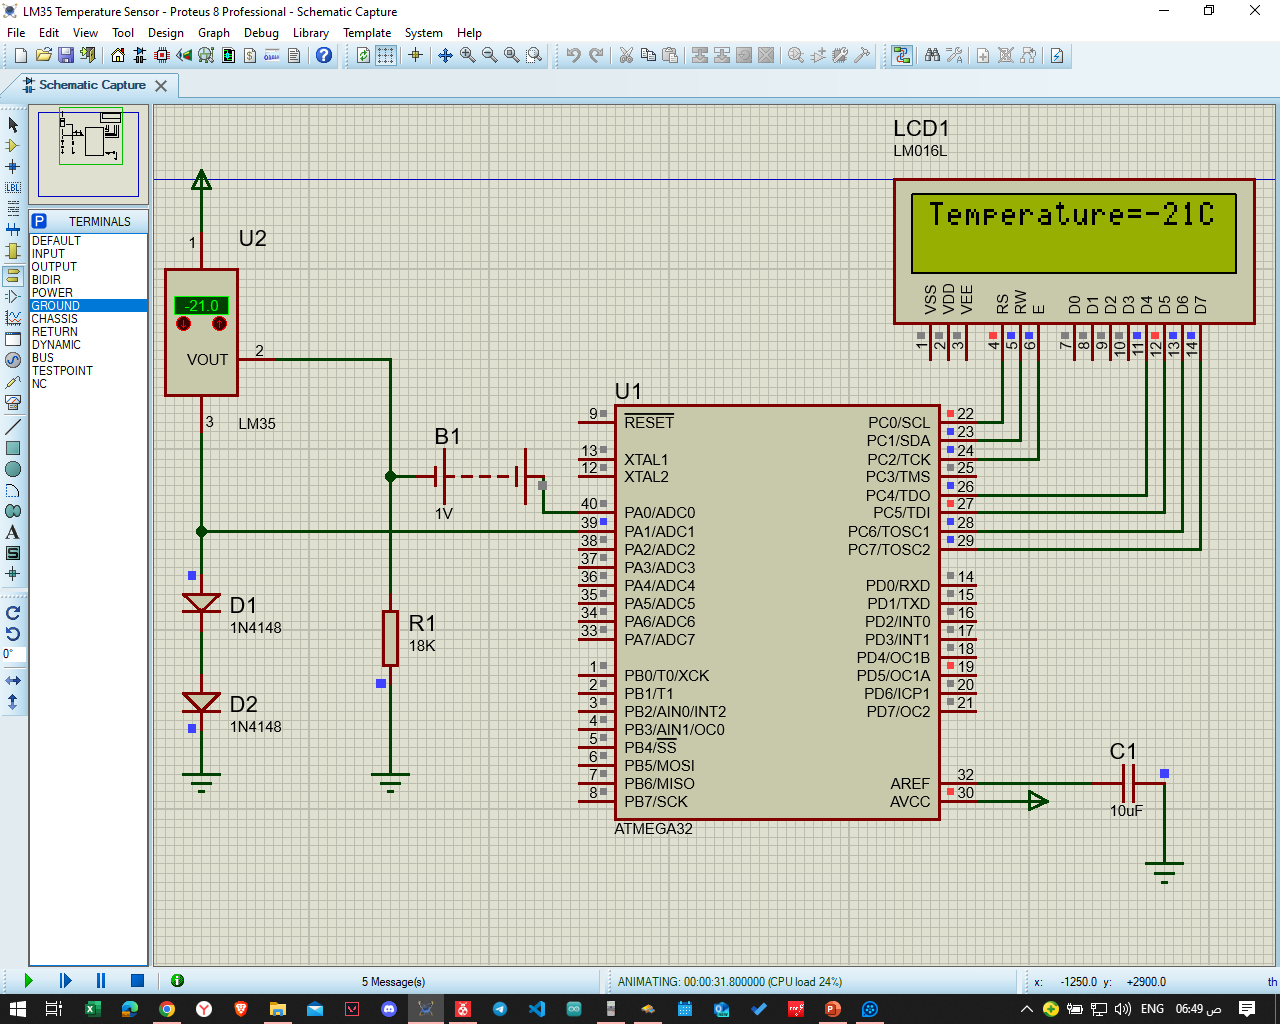 LM35 Temperature Sensor - Proteus 8 Professional - Schematic Capture
File Edit View Tool Design Graph Debug Library Template System Help
Schematic Capture
LBL
P TERMINALS
DEFAULT
INPUT
OUTPUT
BIDIR
POWER
GROUND
CHASSIS
RETURN
DYNAMIC
BUS
TESTPOINT
NC
0°
LCD1
LM016L
Temperature=-21C
VSS VDD VEE RS RW E D0 D1 D2 D3 D4 D5 D6 D7
1 2 3 4 5 6 7 8 9 10 11 12 13 14
1
U2
-21.0
VOUT 2
3
LM35
B1
1V
D1
1N4148
D2
1N4148
R1
18K
U1
9 RESET
13 XTAL1
12 XTAL2
40 PA0/ADC0
39 PA1/ADC1
38 PA2/ADC2
37 PA3/ADC3
36 PA4/ADC4
35 PA5/ADC5
34 PA6/ADC6
33 PA7/ADC7
1 PB0/T0/XCK
2 PB1/T1
3 PB2/AIN0/INT2
4 PB3/AIN1/OC0
5 PB4/SS
6 PB5/MOSI
7 PB6/MISO
8 PB7/SCK
PC0/SCL 22
PC1/SDA 23
PC2/TCK 24
PC3/TMS 25
PC4/TDO 26
PC5/TDI 27
PC6/TOSC1 28
PC7/TOSC2 29
PD0/RXD 14
PD1/TXD 15
PD2/INT0 16
PD3/INT1 17
PD4/OC1B 18
PD5/OC1A 19
PD6/ICP1 20
PD7/OC2 21
AREF 32
AVCC 30
ATMEGA32
C1
10uF
5 Message(s)
ANIMATING: 00:00:31.800000 (CPU load 24%)
x: -1250.0 y: +2900.0 th
ENG 06:49 ص